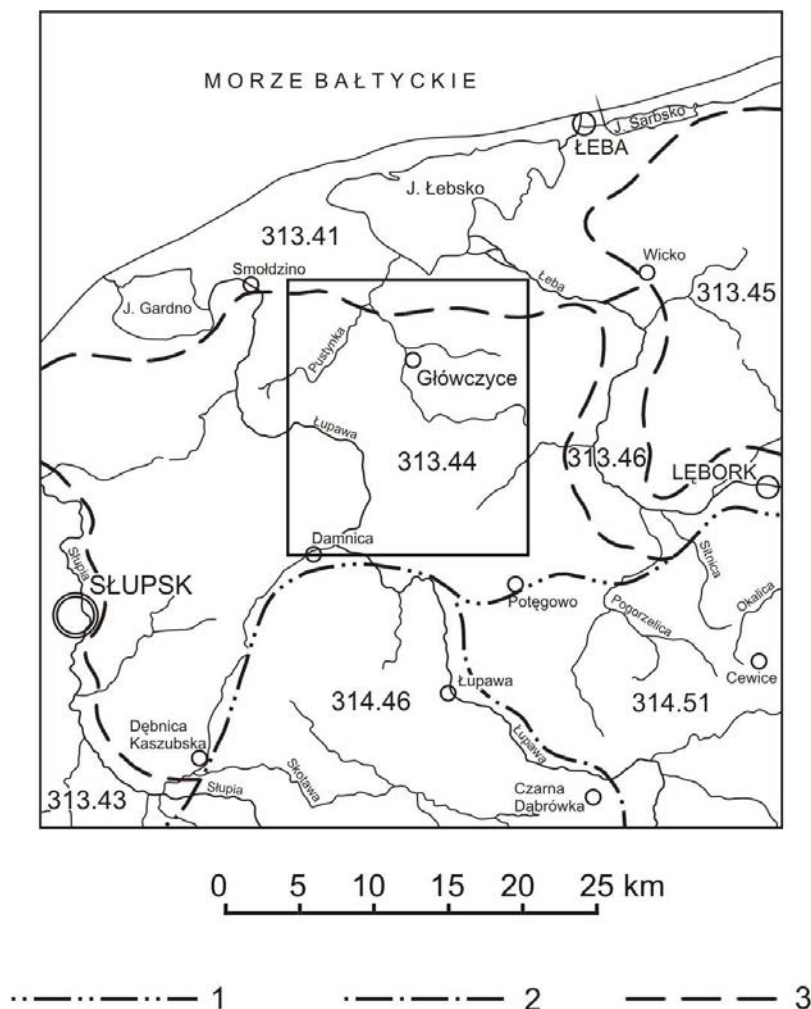 MORZE BAŁTYCKIE
J. Sarbsko
ŁEBA
J. Łebsko
313.41
Smołdzino
Wicko
Łeba
313.45
J. Gardno
Pustynka
Główczyce
Łupawa
313.44
313.46
LĘBORK
Damnica
Słupia
SŁUPSK
Sitnica
Potęgowo
Okalica
Pogorzelica
Cewice
Łupawa
314.46
314.51
Dębnica
Kaszubska
Łupawa
Skotawa
Słupia
313.43
Czarna
Dąbrówka
0 5 10 15 20 25 km
1 2 3